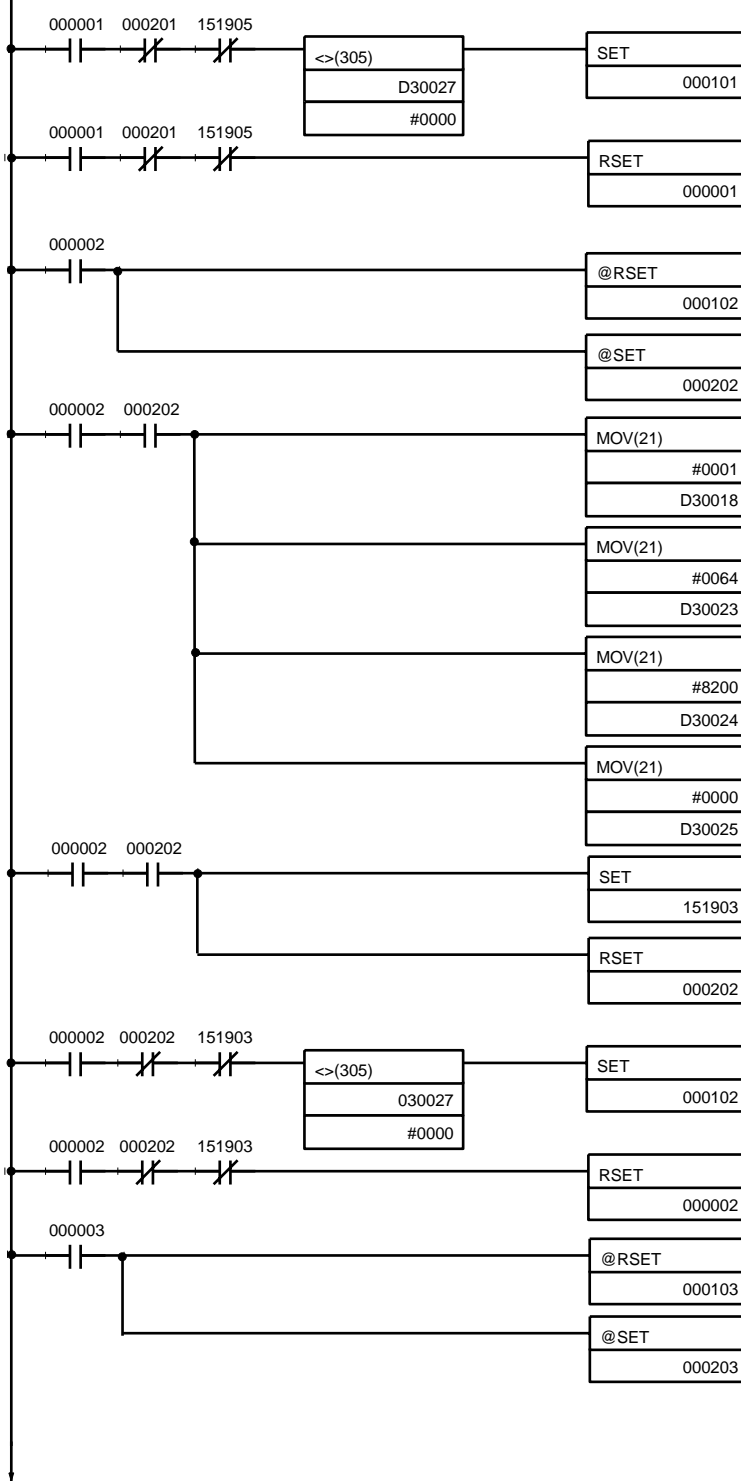 000001 000201 151905
<>(305)
D30027
#0000
SET
000101
000001 000201 151905
RSET
000001
000002
@RSET
000102
@SET
000202
000002 000202
MOV(21)
#0001
D30018
MOV(21)
#0064
D30023
MOV(21)
#8200
D30024
MOV(21)
#0000
D30025
000002 000202
SET
151903
RSET
000202
000002 000202 151903
<>(305)
030027
#0000
SET
000102
000002 000202 151903
RSET
000002
000003
@RSET
000103
@SET
000203